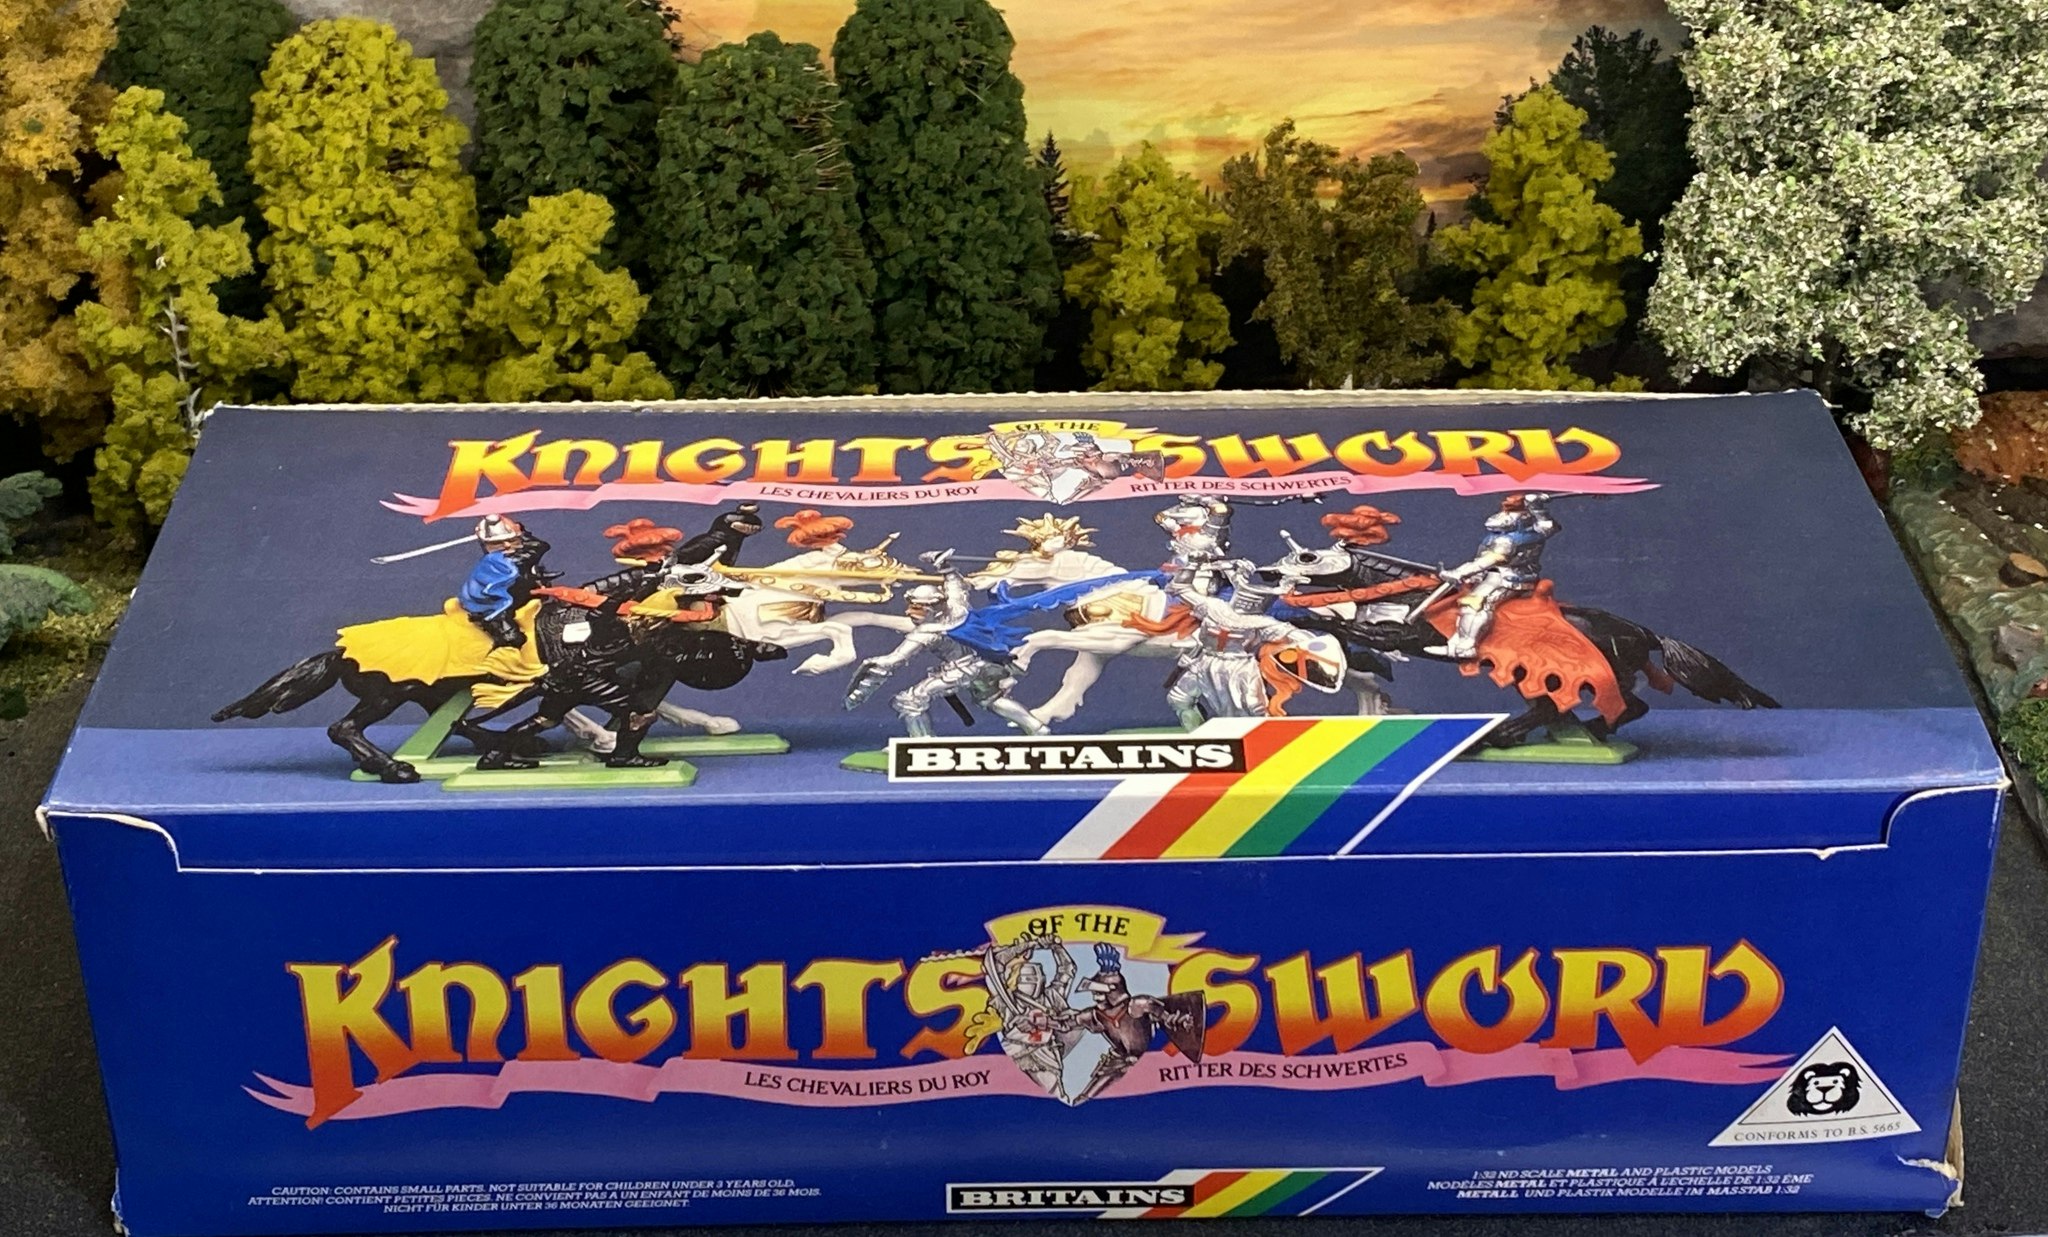 KNIGHTS OF THE SWORD
LES CHEVALIERS DU ROY
RITTER DES SCHWERTES
BRITAINS
KNIGHTS OF THE SWORD
LES CHEVALIERS DU ROY
RITTER DES SCHWERTES
CONFORMS TO B.S. 5665
CAUTION: CONTAINS SMALL PARTS. NOT SUITABLE FOR CHILDREN UNDER 3 YEARS OLD.
ATTENTION: CONTIENT PETITES PIECES. NE CONVIENT PAS A UN ENFANT DE MOINS DE 36 MOIS.
NICHT FÜR KINDER UNTER 36 MONATEN GEEIGNET.
BRITAINS
1:32 ND SCALE METAL AND PLASTIC MODELS
MODÈLES METAL ET PLASTIQUE À L'ECHELLE DE 1:32 ÈME
METALL UND PLASTIK MODELLE IM MASSTAB 1:32